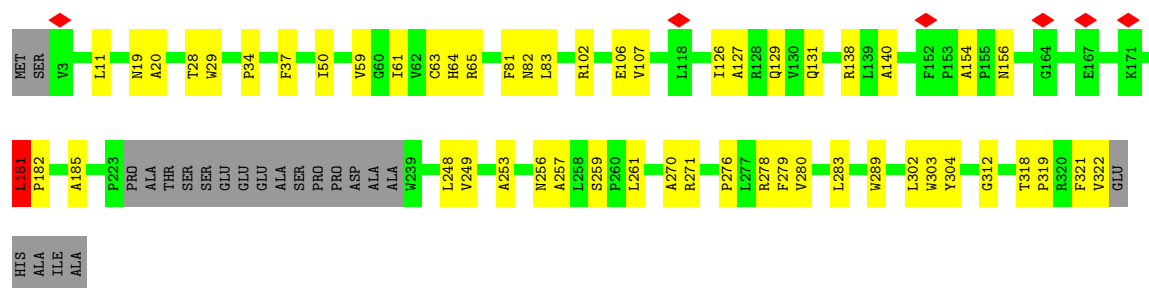 MET SER V3 L11 N19 A20 T28 W29 P34 F37 I50 V59 G60 I61 V62 C63 H64 R65 F81 N82 L83 R102 E106 V107 L118 I126 A127 R128 Q129 V130 Q131 R138 L139 A140 F152 P153 A154 P155 N156 G164 E167 K171
L181 P182 A185 P223 PRO ALA THR SER SER GLU GLU GLU ALA SER PRO PRO ASP ALA ALA W239 L248 V249 A253 N256 A257 L258 S259 P260 L261 A270 R271 P276 L277 R278 F279 V280 L283 W289 L302 W303 Y304 G312 T318 P319 R320 F321 V322 GLU
HIS ALA ILE ALA